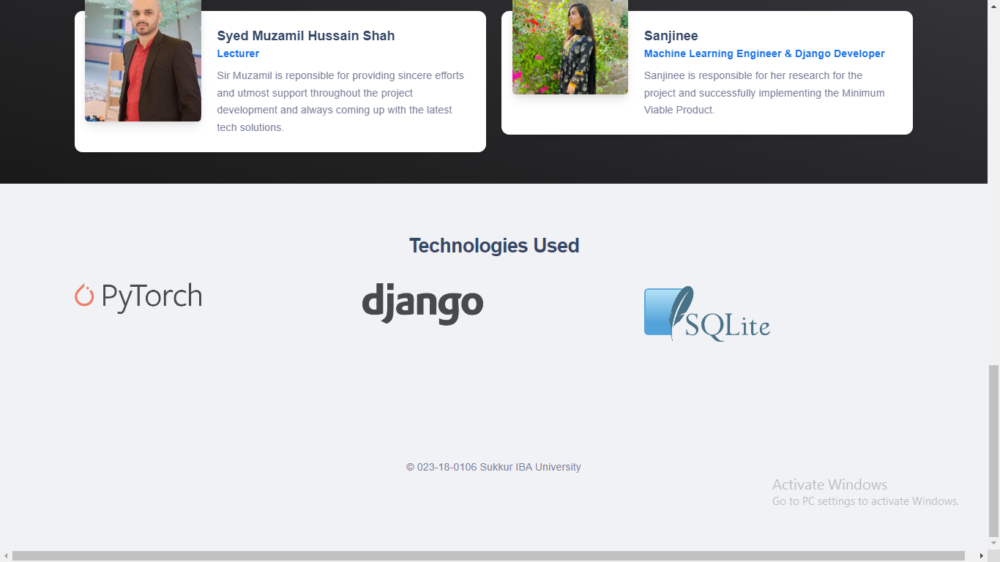 Syed Muzamil Hussain Shah
Lecturer
Sir Muzamil is reponsible for providing sincere efforts
and utmost support throughout the project
development and always coming up with the latest
tech solutions.
Sanjinee
Machine Learning Engineer & Django Developer
Sanjinee is responsible for her research for the
project and successfully implementing the Minimum
Viable Product.
Technologies Used
PyTorch
django
SQLite
© 023-18-0106 Sukkur IBA University
Activate Windows
Go to PC settings to activate Windows.